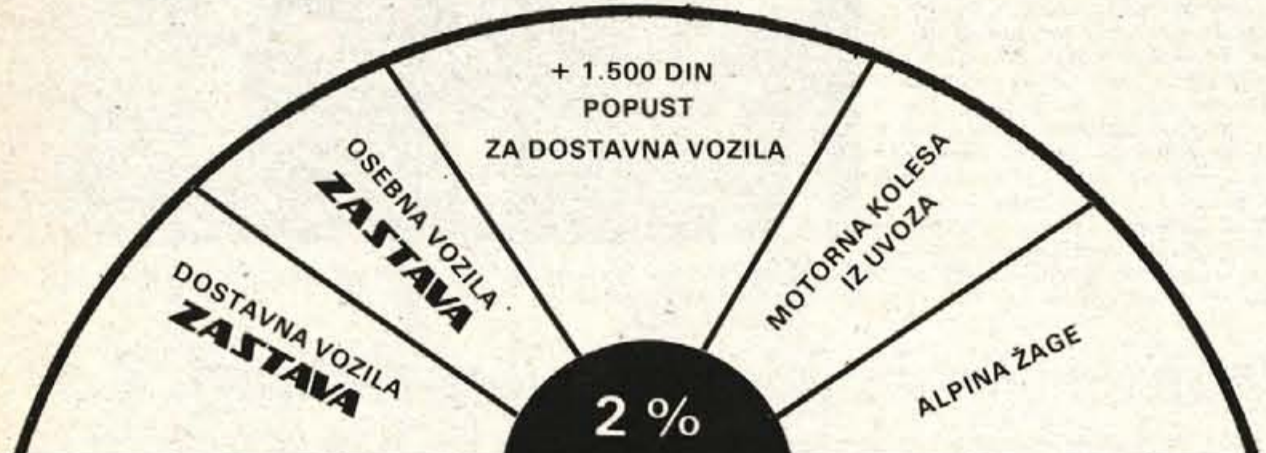 DOSTAVNA VOZILA
ZASTAVA
OSEBNA VOZILA
ZASTAVA
+ 1.500 DIN
POPUST
ZA DOSTAVNA VOZILA
MOTORNA KOLESA
IZ UVOZA
ALPINA ŽAGE
2 %